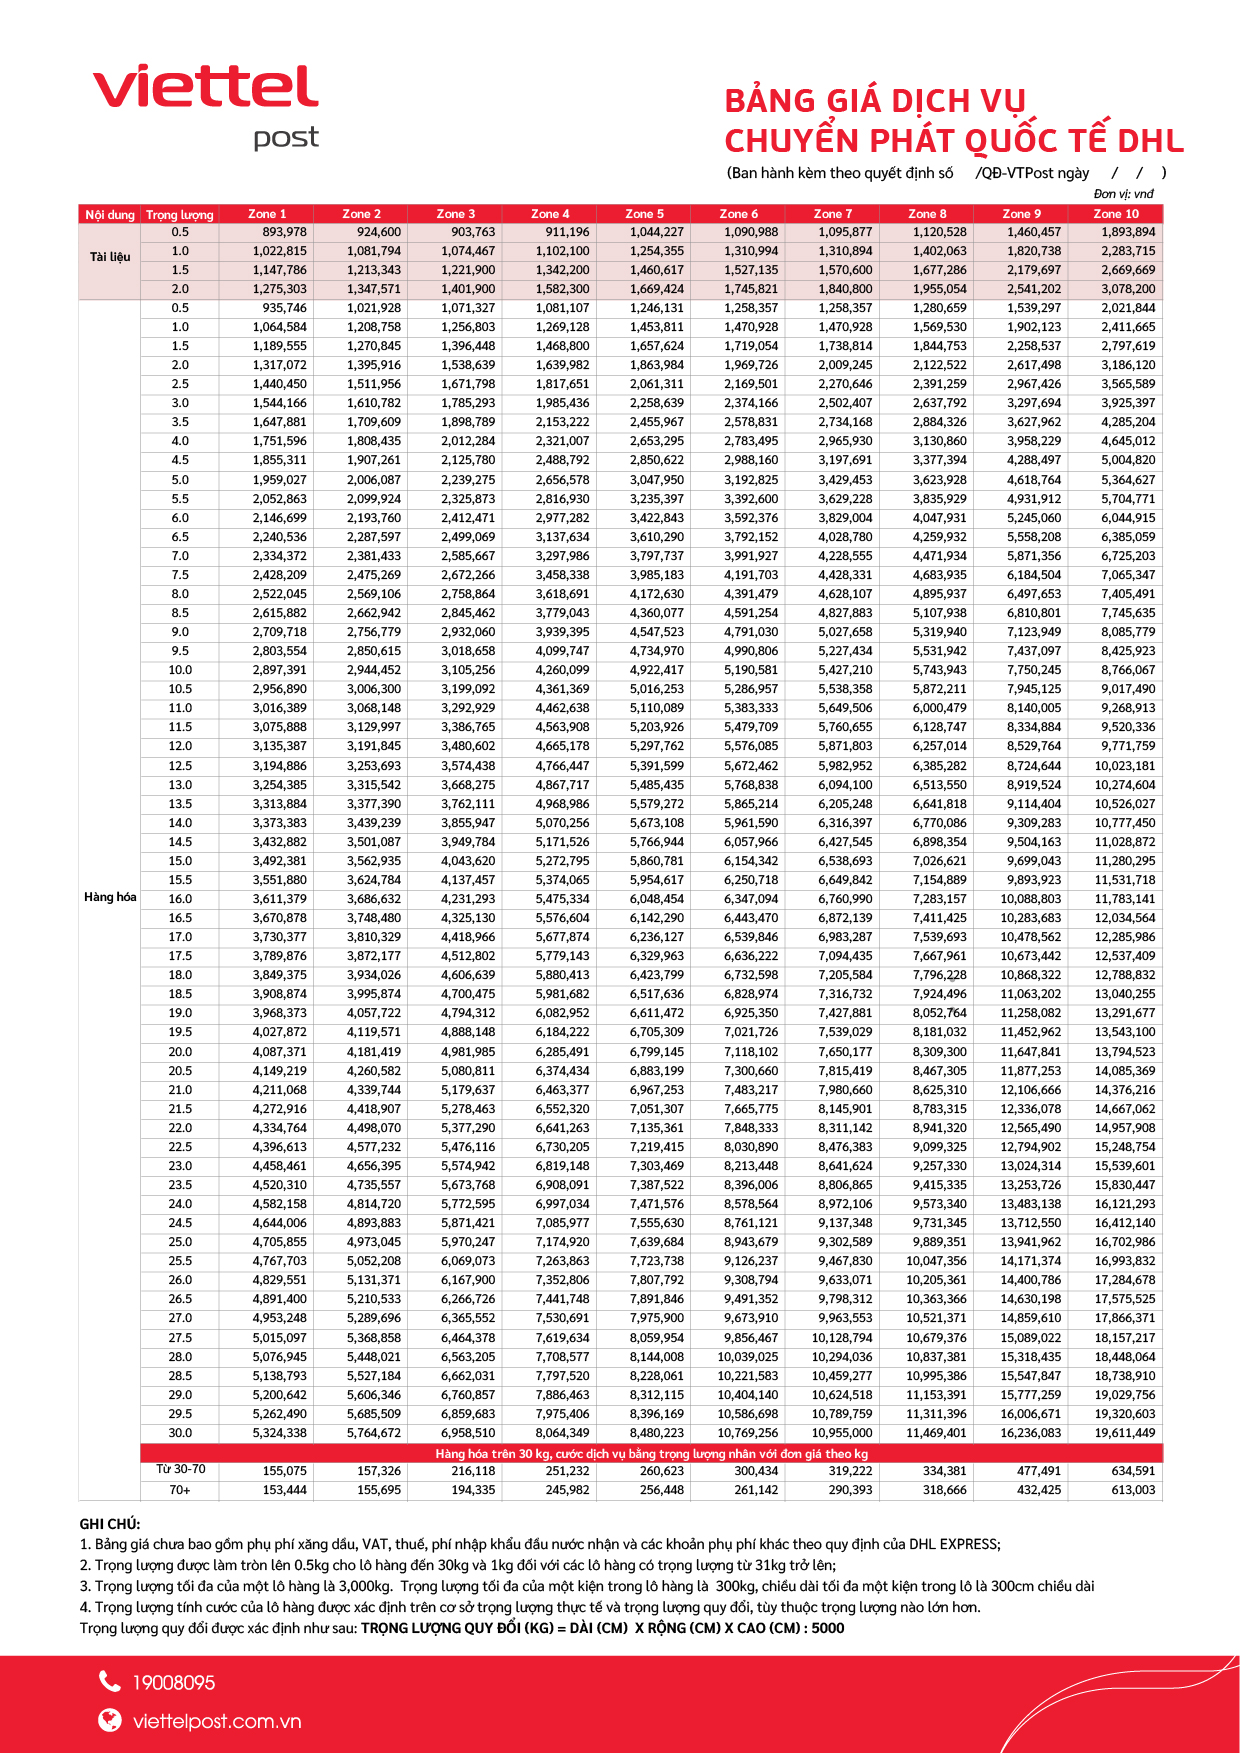 viettel
post
BẢNG GIÁ DỊCH VỤ
CHUYỂN PHÁT QUỐC TẾ DHL
(Ban hành kèm theo quyết định số /QĐ-VTPost ngày / / )
Đơn vị: vnđ
Nội dung Trọng lượng Zone 1 Zone 2 Zone 3 Zone 4 Zone 5 Zone 6 Zone 7 Zone 8 Zone 9 Zone 10
Tài liệu
0.5 893,978 924,600 903,763 911,196 1,044,227 1,090,988 1,095,877 1,120,528 1,460,457 1,893,894
1.0 1,022,815 1,081,794 1,074,467 1,102,100 1,254,355 1,310,994 1,310,894 1,402,063 1,820,738 2,283,715
1.5 1,147,786 1,213,343 1,221,900 1,342,200 1,460,617 1,527,135 1,570,600 1,677,286 2,179,697 2,669,669
2.0 1,275,303 1,347,571 1,401,900 1,582,300 1,669,424 1,745,821 1,840,800 1,955,054 2,541,202 3,078,200
Hàng hóa
0.5 935,746 1,021,928 1,071,327 1,081,107 1,246,131 1,258,357 1,258,357 1,280,659 1,539,297 2,021,844
1.0 1,064,584 1,208,758 1,256,803 1,269,128 1,453,811 1,470,928 1,470,928 1,569,530 1,902,123 2,411,665
1.5 1,189,555 1,270,845 1,396,448 1,468,800 1,657,624 1,719,054 1,738,814 1,844,753 2,258,537 2,797,619
2.0 1,317,072 1,395,916 1,538,639 1,639,982 1,863,984 1,969,726 2,009,245 2,122,522 2,617,498 3,186,120
2.5 1,440,450 1,511,956 1,671,798 1,817,651 2,061,311 2,169,501 2,270,646 2,391,259 2,967,426 3,565,589
3.0 1,544,166 1,610,782 1,785,293 1,985,436 2,258,639 2,374,166 2,502,407 2,637,792 3,297,694 3,925,397
3.5 1,647,881 1,709,609 1,898,789 2,153,222 2,455,967 2,578,831 2,734,168 2,884,326 3,627,962 4,285,204
4.0 1,751,596 1,808,435 2,012,284 2,321,007 2,653,295 2,783,495 2,965,930 3,130,860 3,958,229 4,645,012
4.5 1,855,311 1,907,261 2,125,780 2,488,792 2,850,622 2,988,160 3,197,691 3,377,394 4,288,497 5,004,820
5.0 1,959,027 2,006,087 2,239,275 2,656,578 3,047,950 3,192,825 3,429,453 3,623,928 4,618,764 5,364,627
5.5 2,052,863 2,099,924 2,325,873 2,816,930 3,235,397 3,392,600 3,629,228 3,835,929 4,931,912 5,704,771
6.0 2,146,699 2,193,760 2,412,471 2,977,282 3,422,843 3,592,376 3,829,004 4,047,931 5,245,060 6,044,915
6.5 2,240,536 2,287,597 2,499,069 3,137,634 3,610,290 3,792,152 4,028,780 4,259,932 5,558,208 6,385,059
7.0 2,334,372 2,381,433 2,585,667 3,297,986 3,797,737 3,991,927 4,228,555 4,471,934 5,871,356 6,725,203
7.5 2,428,209 2,475,269 2,672,266 3,458,338 3,985,183 4,191,703 4,428,331 4,683,935 6,184,504 7,065,347
8.0 2,522,045 2,569,106 2,758,864 3,618,691 4,172,630 4,391,479 4,628,107 4,895,937 6,497,653 7,405,491
8.5 2,615,882 2,662,942 2,845,462 3,779,043 4,360,077 4,591,254 4,827,883 5,107,938 6,810,801 7,745,635
9.0 2,709,718 2,756,779 2,932,060 3,939,395 4,547,523 4,791,030 5,027,658 5,319,940 7,123,949 8,085,779
9.5 2,803,554 2,850,615 3,018,658 4,099,747 4,734,970 4,990,806 5,227,434 5,531,942 7,437,097 8,425,923
10.0 2,897,391 2,944,452 3,105,256 4,260,099 4,922,417 5,190,581 5,427,210 5,743,943 7,750,245 8,766,067
10.5 2,956,890 3,006,300 3,199,092 4,361,369 5,016,253 5,286,957 5,538,358 5,872,211 7,945,125 9,017,490
11.0 3,016,389 3,068,148 3,292,929 4,462,638 5,110,089 5,383,333 5,649,506 6,000,479 8,140,005 9,268,913
11.5 3,075,888 3,129,997 3,386,765 4,563,908 5,203,926 5,479,709 5,760,655 6,128,747 8,334,884 9,520,336
12.0 3,135,387 3,191,845 3,480,602 4,665,178 5,297,762 5,576,085 5,871,803 6,257,014 8,529,764 9,771,759
12.5 3,194,886 3,253,693 3,574,438 4,766,447 5,391,599 5,672,462 5,982,952 6,385,282 8,724,644 10,023,181
13.0 3,254,385 3,315,542 3,668,275 4,867,717 5,485,435 5,768,838 6,094,100 6,513,550 8,919,524 10,274,604
13.5 3,313,884 3,377,390 3,762,111 4,968,986 5,579,272 5,865,214 6,205,248 6,641,818 9,114,404 10,526,027
14.0 3,373,383 3,439,239 3,855,947 5,070,256 5,673,108 5,961,590 6,316,397 6,770,086 9,309,283 10,777,450
14.5 3,432,882 3,501,087 3,949,784 5,171,526 5,766,944 6,057,966 6,427,545 6,898,354 9,504,163 11,028,872
15.0 3,492,381 3,562,935 4,043,620 5,272,795 5,860,781 6,154,342 6,538,693 7,026,621 9,699,043 11,280,295
15.5 3,551,880 3,624,784 4,137,457 5,374,065 5,954,617 6,250,718 6,649,842 7,154,889 9,893,923 11,531,718
16.0 3,611,379 3,686,632 4,231,293 5,475,334 6,048,454 6,347,094 6,760,990 7,283,157 10,088,803 11,783,141
16.5 3,670,878 3,748,480 4,325,130 5,576,604 6,142,290 6,443,470 6,872,139 7,411,425 10,283,683 12,034,564
17.0 3,730,377 3,810,329 4,418,966 5,677,874 6,236,127 6,539,846 6,983,287 7,539,693 10,478,562 12,285,986
17.5 3,789,876 3,872,177 4,512,802 5,779,143 6,329,963 6,636,222 7,094,435 7,667,961 10,673,442 12,537,409
18.0 3,849,375 3,934,026 4,606,639 5,880,413 6,423,799 6,732,598 7,205,584 7,796,228 10,868,322 12,788,832
18.5 3,908,874 3,995,874 4,700,475 5,981,682 6,517,636 6,828,974 7,316,732 7,924,496 11,063,202 13,040,255
19.0 3,968,373 4,057,722 4,794,312 6,082,952 6,611,472 6,925,350 7,427,881 8,052,764 11,258,082 13,291,677
19.5 4,027,872 4,119,571 4,888,148 6,184,222 6,705,309 7,021,726 7,539,029 8,181,032 11,452,962 13,543,100
20.0 4,087,371 4,181,419 4,981,985 6,285,491 6,799,145 7,118,102 7,650,177 8,309,300 11,647,841 13,794,523
20.5 4,149,219 4,260,582 5,080,811 6,374,434 6,883,199 7,300,660 7,815,419 8,467,305 11,877,253 14,085,369
21.0 4,211,068 4,339,744 5,179,637 6,463,377 6,967,253 7,483,217 7,980,660 8,625,310 12,106,666 14,376,216
21.5 4,272,916 4,418,907 5,278,463 6,552,320 7,051,307 7,665,775 8,145,901 8,783,315 12,336,078 14,667,062
22.0 4,334,764 4,498,070 5,377,290 6,641,263 7,135,361 7,848,333 8,311,142 8,941,320 12,565,490 14,957,908
22.5 4,396,613 4,577,232 5,476,116 6,730,205 7,219,415 8,030,890 8,476,383 9,099,325 12,794,902 15,248,754
23.0 4,458,461 4,656,395 5,574,942 6,819,148 7,303,469 8,213,448 8,641,624 9,257,330 13,024,314 15,539,601
23.5 4,520,310 4,735,557 5,673,768 6,908,091 7,387,522 8,396,006 8,806,865 9,415,335 13,253,726 15,830,447
24.0 4,582,158 4,814,720 5,772,595 6,997,034 7,471,576 8,578,564 8,972,106 9,573,340 13,483,138 16,121,293
24.5 4,644,006 4,893,883 5,871,421 7,085,977 7,555,630 8,761,121 9,137,348 9,731,345 13,712,550 16,412,140
25.0 4,705,855 4,973,045 5,970,247 7,174,920 7,639,684 8,943,679 9,302,589 9,889,351 13,941,962 16,702,986
25.5 4,767,703 5,052,208 6,069,073 7,263,863 7,723,738 9,126,237 9,467,830 10,047,356 14,171,374 16,993,832
26.0 4,829,551 5,131,371 6,167,900 7,352,806 7,807,792 9,308,794 9,633,071 10,205,361 14,400,786 17,284,678
26.5 4,891,400 5,210,533 6,266,726 7,441,748 7,891,846 9,491,352 9,798,312 10,363,366 14,630,198 17,575,525
27.0 4,953,248 5,289,696 6,365,552 7,530,691 7,975,900 9,673,910 9,963,553 10,521,371 14,859,610 17,866,371
27.5 5,015,097 5,368,858 6,464,378 7,619,634 8,059,954 9,856,467 10,128,794 10,679,376 15,089,022 18,157,217
28.0 5,076,945 5,448,021 6,563,205 7,708,577 8,144,008 10,039,025 10,294,036 10,837,381 15,318,435 18,448,064
28.5 5,138,793 5,527,184 6,662,031 7,797,520 8,228,061 10,221,583 10,459,277 10,995,386 15,547,847 18,738,910
29.0 5,200,642 5,606,346 6,760,857 7,886,463 8,312,115 10,404,140 10,624,518 11,153,391 15,777,259 19,029,756
29.5 5,262,490 5,685,509 6,859,683 7,975,406 8,396,169 10,586,698 10,789,759 11,311,396 16,006,671 19,320,603
30.0 5,324,338 5,764,672 6,958,510 8,064,349 8,480,223 10,769,256 10,955,000 11,469,401 16,236,083 19,611,449
Hàng hóa trên 30 kg, cước dịch vụ bằng trọng lượng nhân với đơn giá theo kg
Từ 30-70 155,075 157,326 216,118 251,232 260,623 300,434 319,222 334,381 477,491 634,591
70+ 153,444 155,695 194,335 245,982 256,448 261,142 290,393 318,666 432,425 613,003
GHI CHÚ:
1. Bảng giá chưa bao gồm phụ phí xăng dầu, VAT, thuế, phí nhập khẩu đầu nước nhận và các khoản phụ phí khác theo quy định của DHL EXPRESS;
2. Trọng lượng được làm tròn lên 0.5kg cho lô hàng đến 30kg và 1kg đối với các lô hàng có trọng lượng từ 31kg trở lên;
3. Trọng lượng tối đa của một lô hàng là 3,000kg. Trọng lượng tối đa của một kiện trong lô hàng là 300kg, chiều dài tối đa một kiện trong lô là 300cm chiều dài
4. Trọng lượng tính cước của lô hàng được xác định trên cơ sở trọng lượng thực tế và trọng lượng quy đổi, tùy thuộc trọng lượng nào lớn hơn.
Trọng lượng quy đổi được xác định như sau: TRỌNG LƯỢNG QUY ĐỔI (KG) = DÀI (CM) X RỘNG (CM) X CAO (CM) : 5000
19008095
viettelpost.com.vn